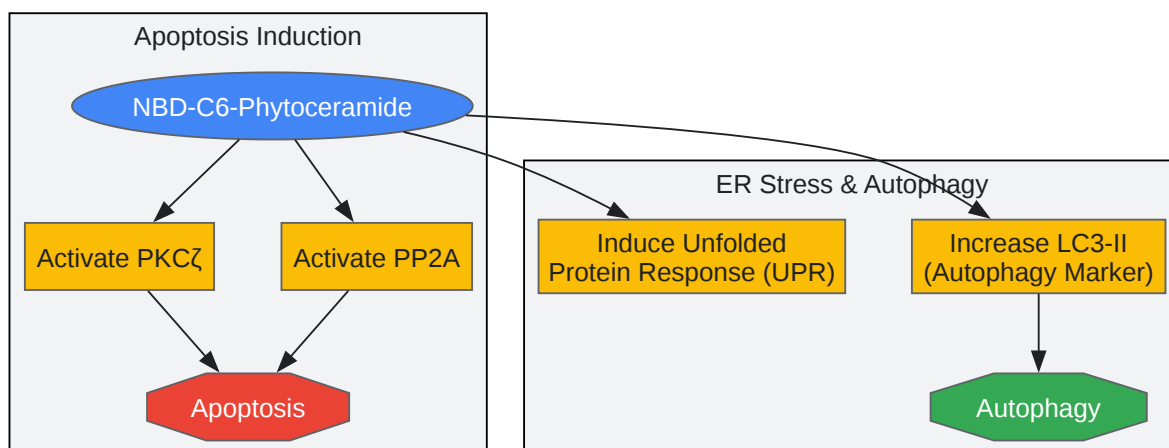 Apoptosis Induction
NBD-C6-Phytoceramide
ER Stress & Autophagy
Activate PKCζ
Activate PP2A
Induce Unfolded
Protein Response (UPR)
Increase LC3-II
(Autophagy Marker)
Apoptosis
Autophagy